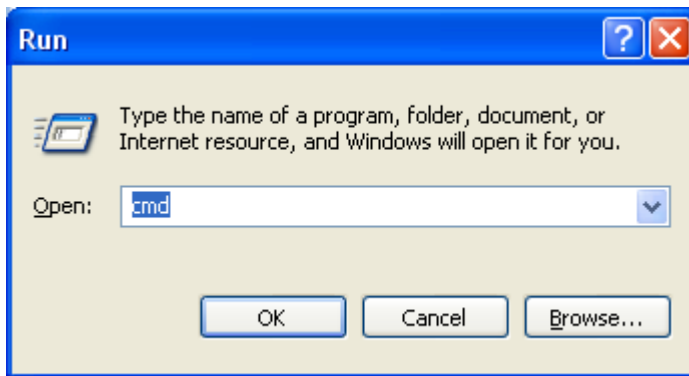 Run
?
Type the name of a program, folder, document, or
Internet resource, and Windows will open it for you.
Open: cmd
OK Cancel Browse...